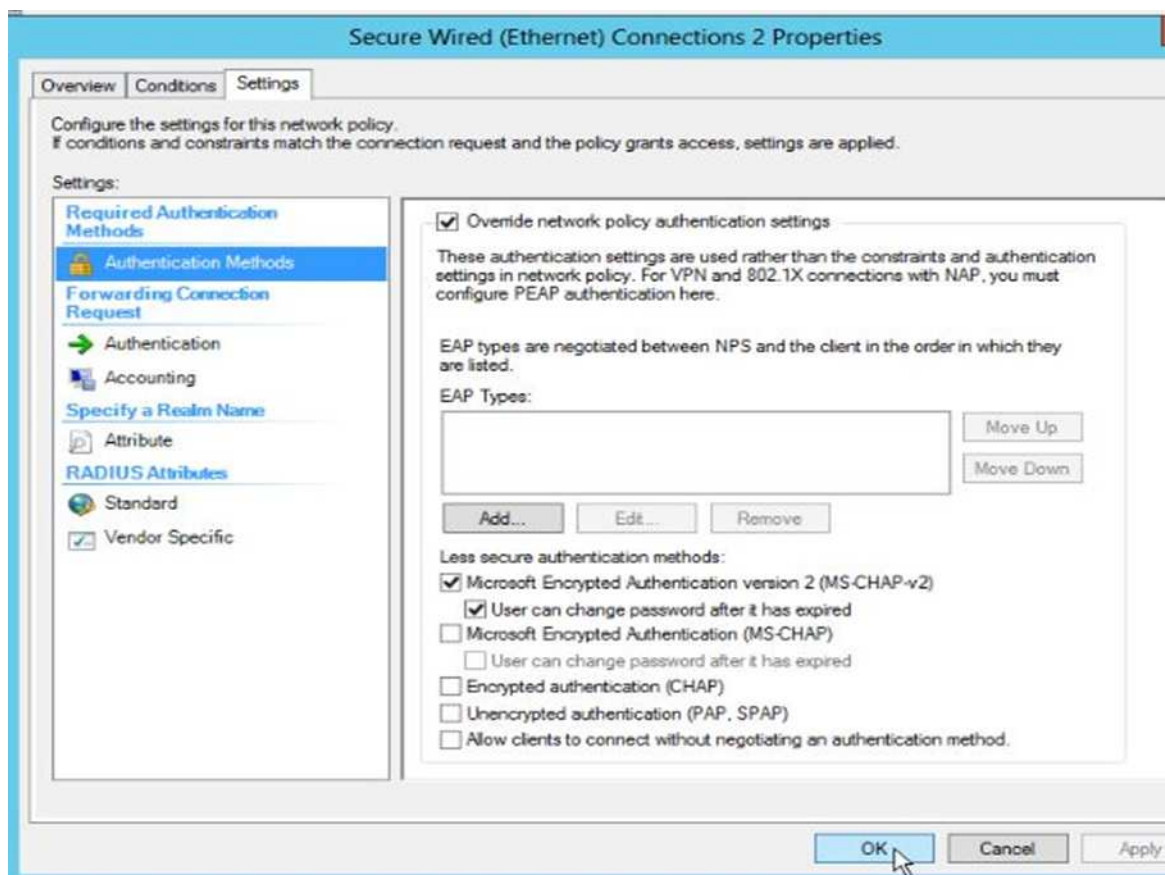 Secure Wired (Ethernet) Connections 2 Properties
Overview
Conditions
Settings
Configure the settings for this network policy.
If conditions and constraints match the connection request and the policy grants access, settings are applied.
Settings:
Required Authentication
Methods
Authentication Methods
Forwarding Connection
Request
Authentication
Accounting
Specify a Realm Name
Attribute
RADIUS Attributes
Standard
Vendor Specific
Override network policy authentication settings
These authentication settings are used rather than the constraints and authentication
settings in network policy. For VPN and 802.1X connections with NAP, you must
configure PEAP authentication here.
EAP types are negotiated between NPS and the client in the order in which they
are listed.
EAP Types:
Move Up
Move Down
Add...
Edit...
Remove
Less secure authentication methods:
Microsoft Encrypted Authentication version 2 (MS-CHAP-v2)
User can change password after it has expired
Microsoft Encrypted Authentication (MS-CHAP)
User can change password after it has expired
Encrypted authentication (CHAP)
Unencrypted authentication (PAP, SPAP)
Allow clients to connect without negotiating an authentication method.
OK
Cancel
Apply